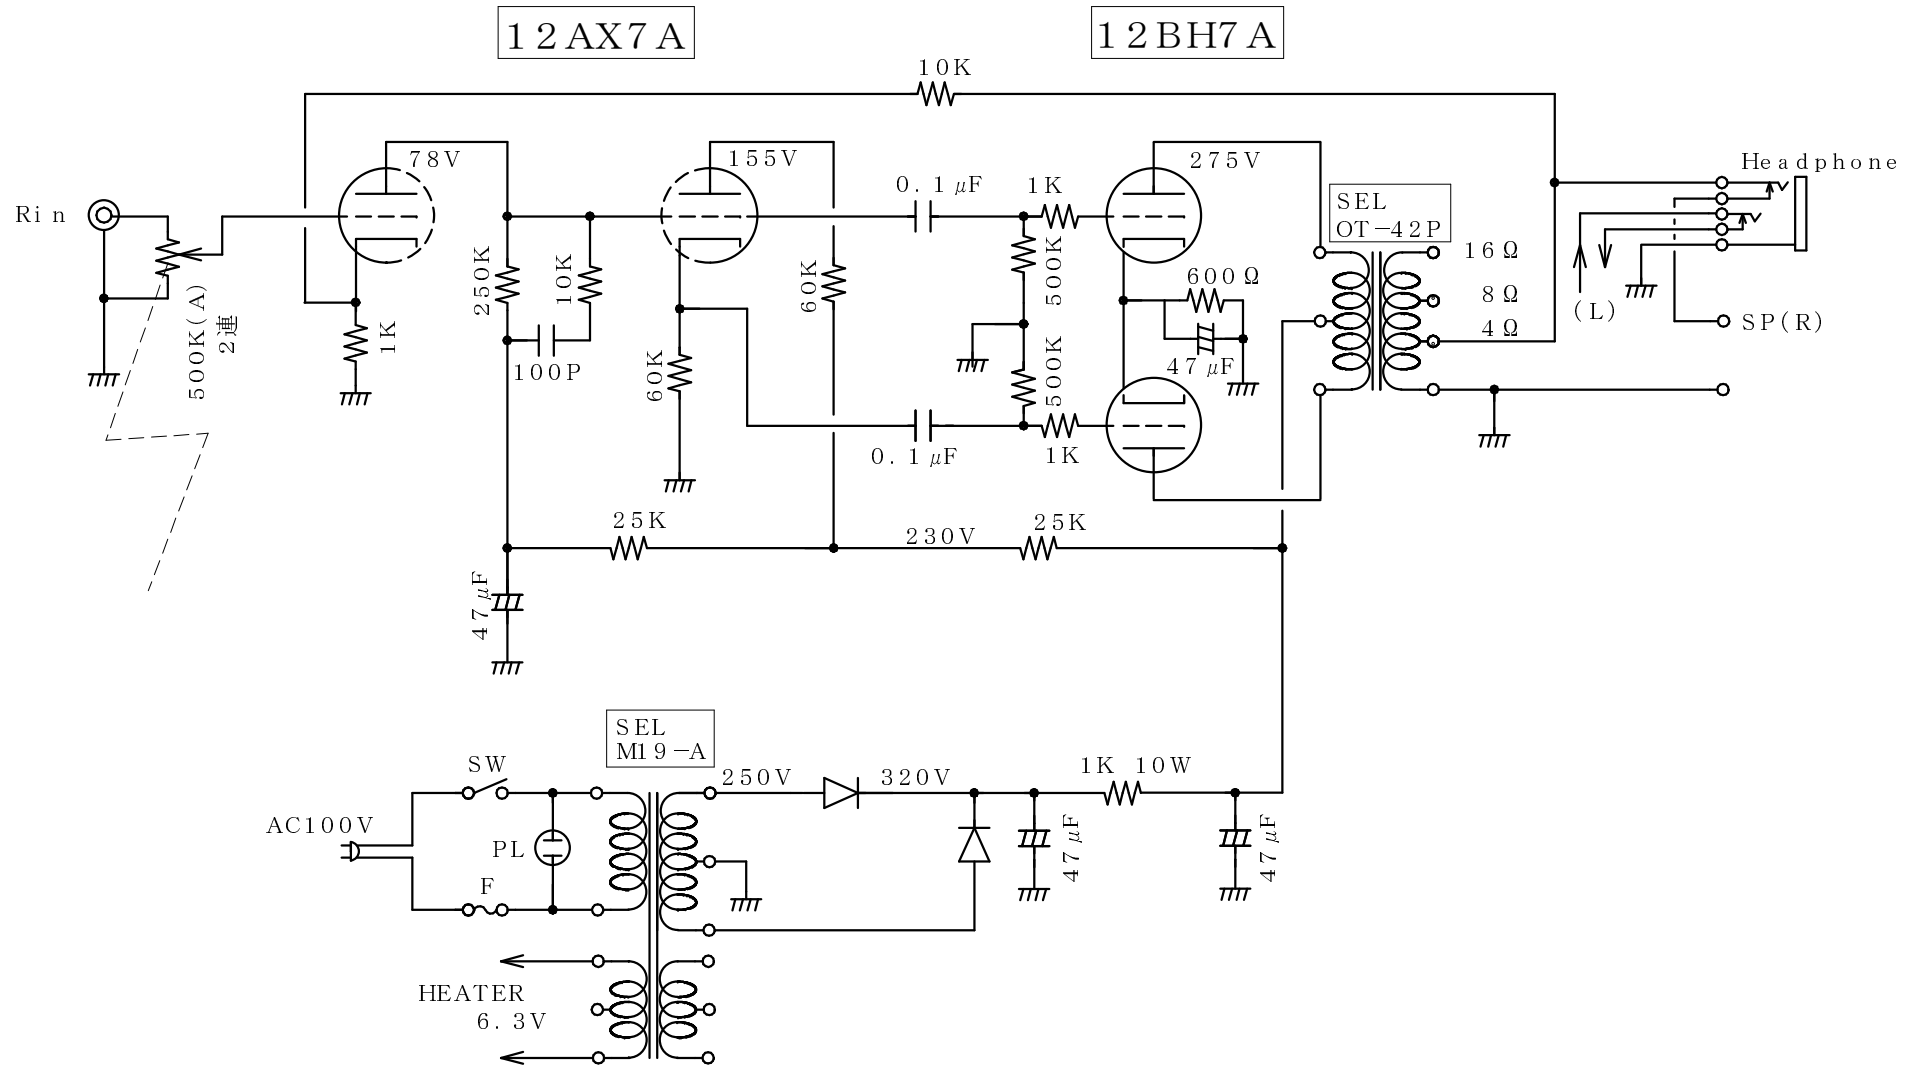 12AX7A
12BH7A
10K
78V
155V
275V
Headphone
Rin
0.1μF
1K
SEL
OT-42P
16Ω
250K
10K
60K
500K
600Ω
8Ω
(L)
SP(R)
4Ω
500K(A)
2連
1K
100P
60K
500K
47μF
0.1μF
1K
25K
230V
25K
47μF
SEL
M19-A
SW
250V
320V
1K 10W
AC100V
PL
47μF
47μF
F
HEATER
6.3V